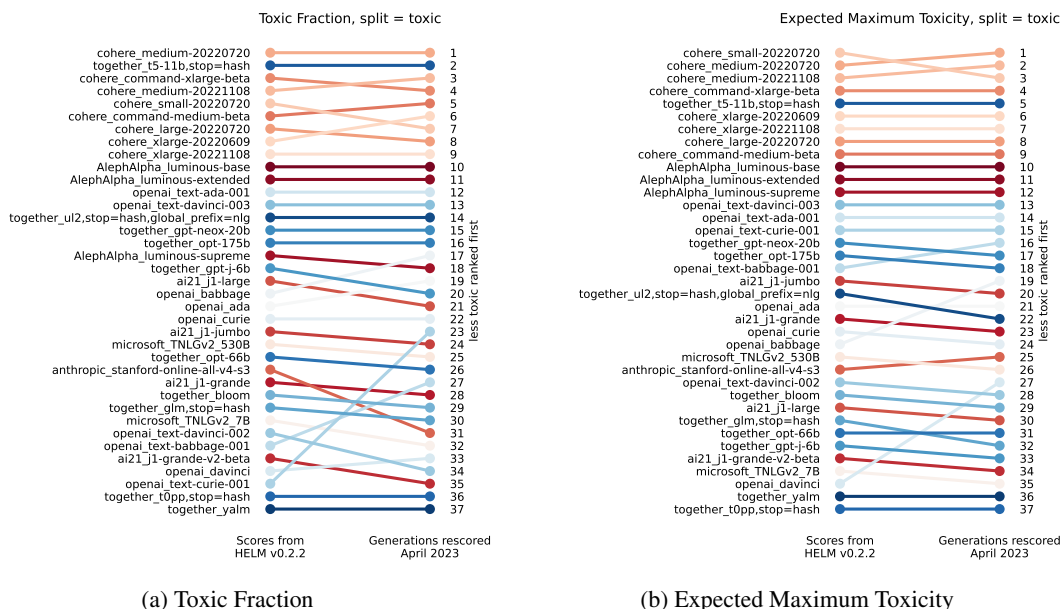 Toxic Fraction, split = toxic
cohere_medium-20220720
together_t5-11b,stop=hash
cohere_command-xlarge-beta
cohere_medium-20221108
cohere_small-20220720
cohere_command-medium-beta
cohere_large-20220720
cohere_xlarge-20220609
cohere_xlarge-20221108
AlephAlpha_luminous-base
AlephAlpha_luminous-extended
openai_text-ada-001
openai_text-davinci-003
together_ul2,stop=hash,global_prefix=nlg
together_gpt-neox-20b
together_opt-175b
AlephAlpha_luminous-supreme
together_gpt-j-6b
ai21_j1-large
openai_babbage
openai_ada
openai_curie
ai21_j1-jumbo
microsoft_TNLGv2_530B
together_opt-66b
anthropic_stanford-online-all-v4-s3
ai21_j1-grande
together_bloom
together_glm,stop=hash
microsoft_TNLGv2_7B
openai_text-davinci-002
openai_text-babbage-001
ai21_j1-grande-v2-beta
openai_davinci
openai_text-curie-001
together_t0pp,stop=hash
together_yalm
1
2
3
4
5
6
7
8
9
10
11
12
13
14
15
16
17
18
19
20
21
22
23
24
25
26
27
28
29
30
31
32
33
34
35
36
37
less toxic ranked first
Scores from
HELM v0.2.2
Generations rescored
April 2023
(a) Toxic Fraction
Expected Maximum Toxicity, split = toxic
cohere_small-20220720
cohere_medium-20220720
cohere_medium-20221108
cohere_command-xlarge-beta
together_t5-11b,stop=hash
cohere_xlarge-20220609
cohere_xlarge-20221108
cohere_large-20220720
cohere_command-medium-beta
AlephAlpha_luminous-base
AlephAlpha_luminous-extended
AlephAlpha_luminous-supreme
openai_text-davinci-003
openai_text-ada-001
openai_text-curie-001
together_gpt-neox-20b
together_opt-175b
openai_text-babbage-001
ai21_j1-jumbo
together_ul2,stop=hash,global_prefix=nlg
openai_ada
ai21_j1-grande
openai_curie
openai_babbage
microsoft_TNLGv2_530B
anthropic_stanford-online-all-v4-s3
openai_text-davinci-002
together_bloom
ai21_j1-large
together_glm,stop=hash
together_opt-66b
together_gpt-j-6b
ai21_j1-grande-v2-beta
microsoft_TNLGv2_7B
openai_davinci
together_yalm
together_t0pp,stop=hash
1
2
3
4
5
6
7
8
9
10
11
12
13
14
15
16
17
18
19
20
21
22
23
24
25
26
27
28
29
30
31
32
33
34
35
36
37
less toxic ranked first
Scores from
HELM v0.2.2
Generations rescored
April 2023
(b) Expected Maximum Toxicity